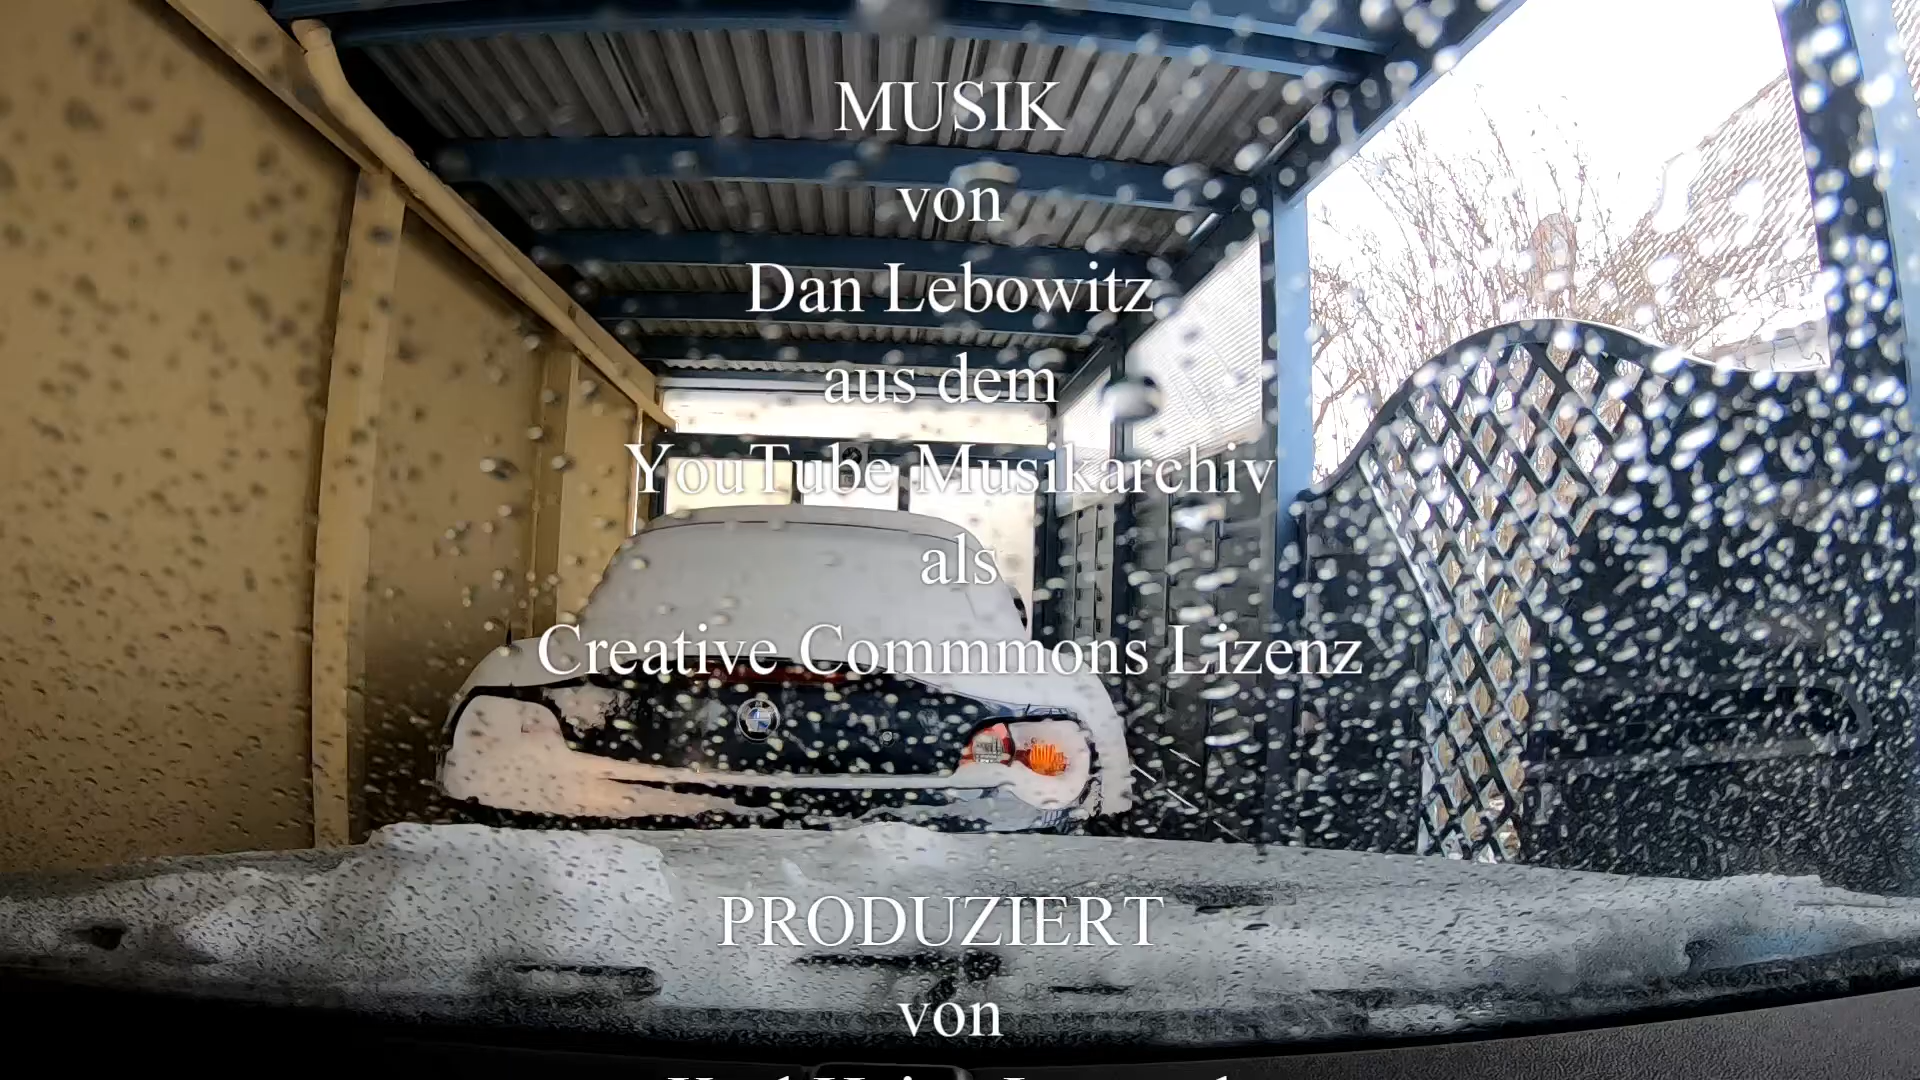 MUSIK
von
Dan Lebowitz
aus dem
YouTube Musikarchiv
als
Creative Commmons Lizenz
PRODUZIERT
von